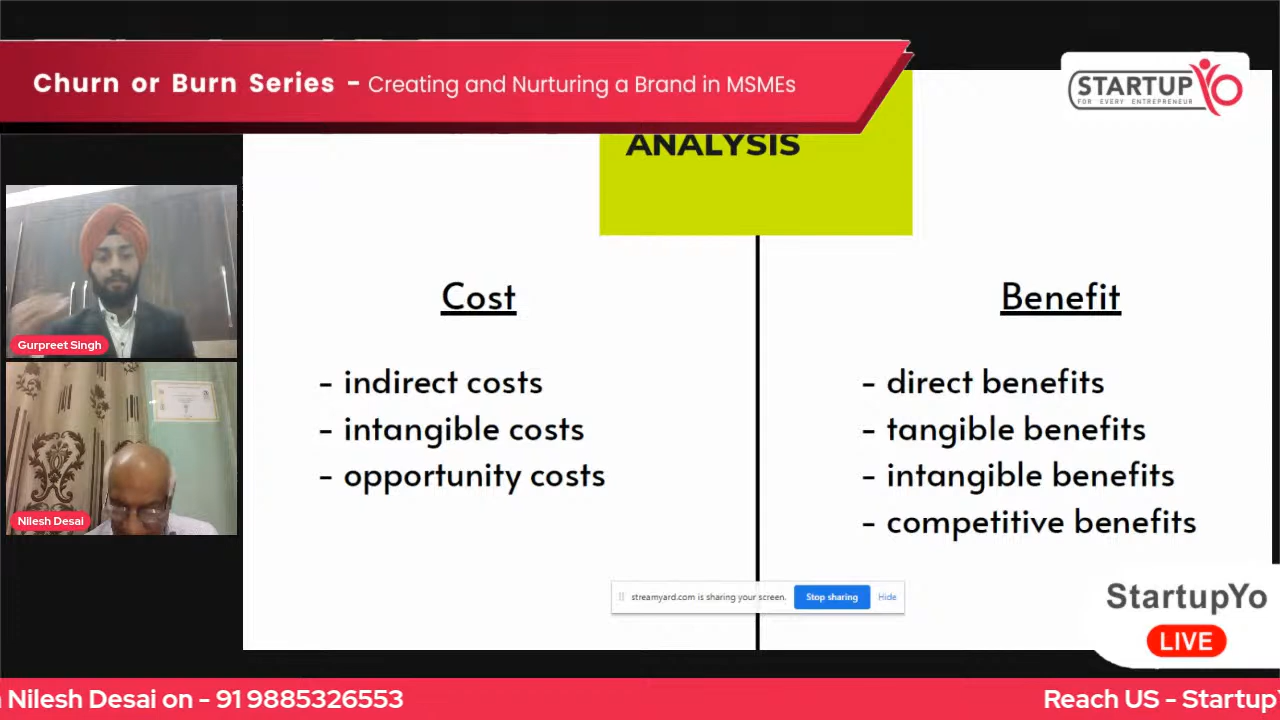 Churn or Burn Series - Creating and Nurturing a Brand in MSMEs
STARTUP YO
FOR EVERY ENTREPRENEUR
ANALYSIS
Cost
- indirect costs
- intangible costs
- opportunity costs
Benefit
- direct benefits
- tangible benefits
- intangible benefits
- competitive benefits
Gurpreet Singh
Nilesh Desai
streamyard.com is sharing your screen.
Stop sharing
Hide
StartupYo
LIVE
Nilesh Desai on - 91 9885326553
Reach US - Startup